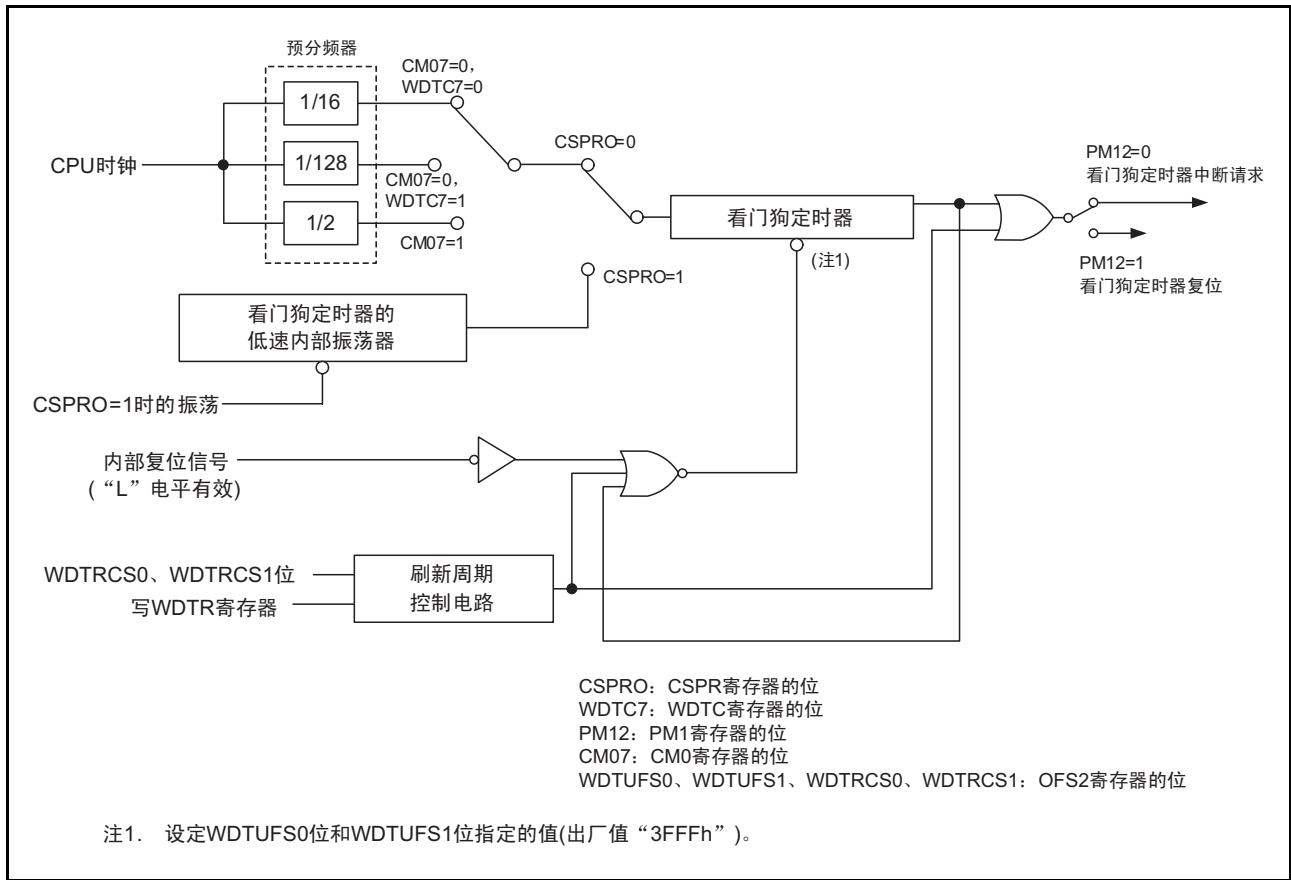 预分频器
CM07=0，
WDTC7=0
1/16
CSPRO=0
PM12=0
看门狗定时器中断请求
CPU时钟
1/128
CM07=0，
WDTC7=1
1/2
CM07=1
看门狗定时器
(注1)
PM12=1
看门狗定时器复位
CSPRO=1
看门狗定时器的
低速内部振荡器
CSPRO=1时的振荡
内部复位信号
(“L”电平有效)
WDTRCS0、WDTRCS1位
写WDTR寄存器
刷新周期
控制电路
CSPRO：CSPR寄存器的位
WDTC7：WDTC寄存器的位
PM12：PM1寄存器的位
CM07：CM0寄存器的位
WDTUFS0、WDTUFS1、WDTRCS0、WDTRCS1：OFS2寄存器的位
注1. 设定WDTUFS0位和WDTUFS1位指定的值(出厂值“3FFFh”)。